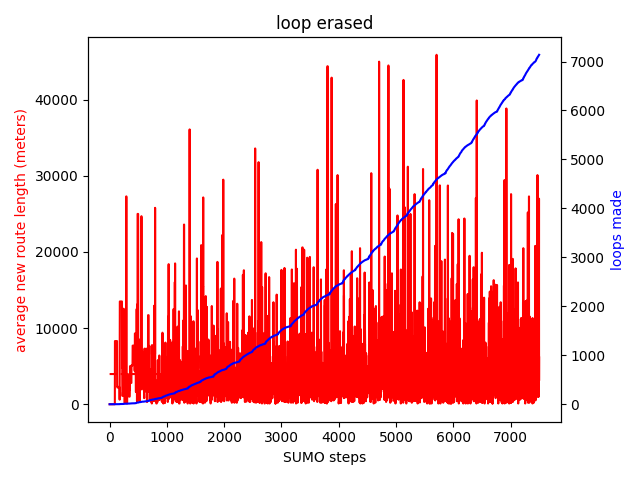 loop erased
average new route length (meters)
40000
30000
20000
10000
0
7000
6000
5000
4000
3000
2000
1000
0
loops made
0 1000 2000 3000 4000 5000 6000 7000
SUMO steps